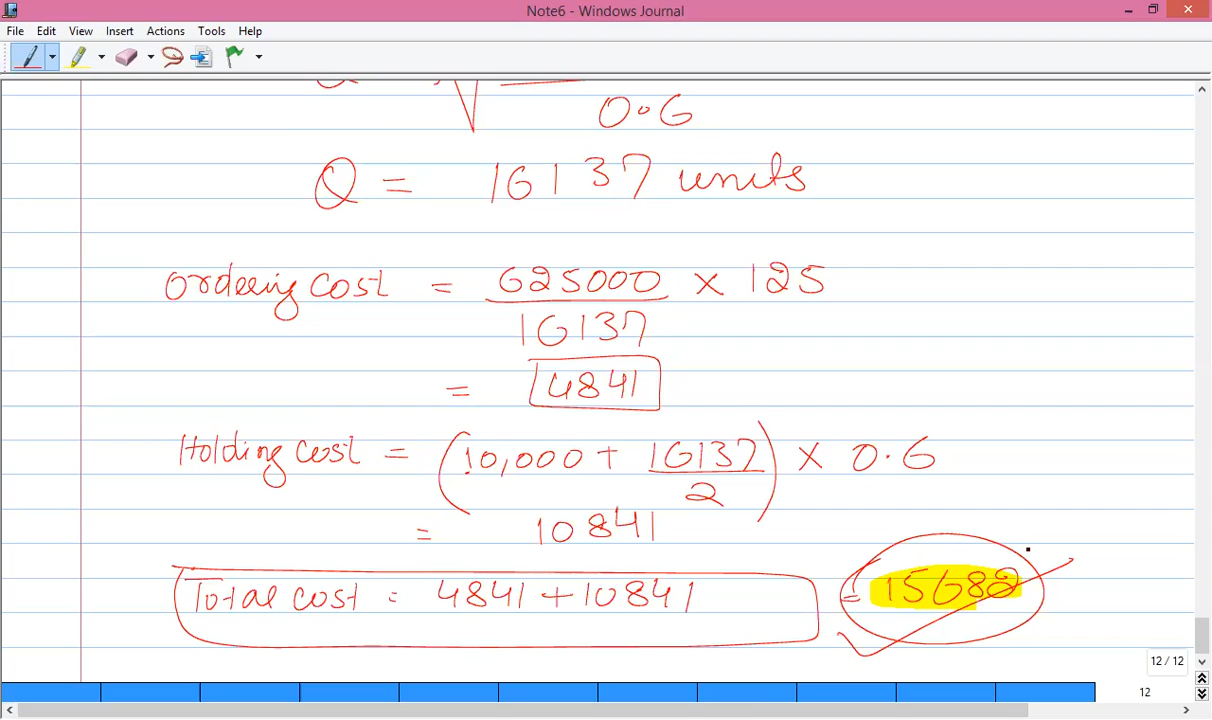 Note6 - Windows Journal
File Edit View Insert Actions Tools Help
0.6
Q = 16137 units
Ordering cost = 625000 × 125
16137
= 4841
Holding cost = (10,000 + 16137) × 0.6
2
= 10841
Total cost = 4841 + 10841 = 15682
12 / 12
12